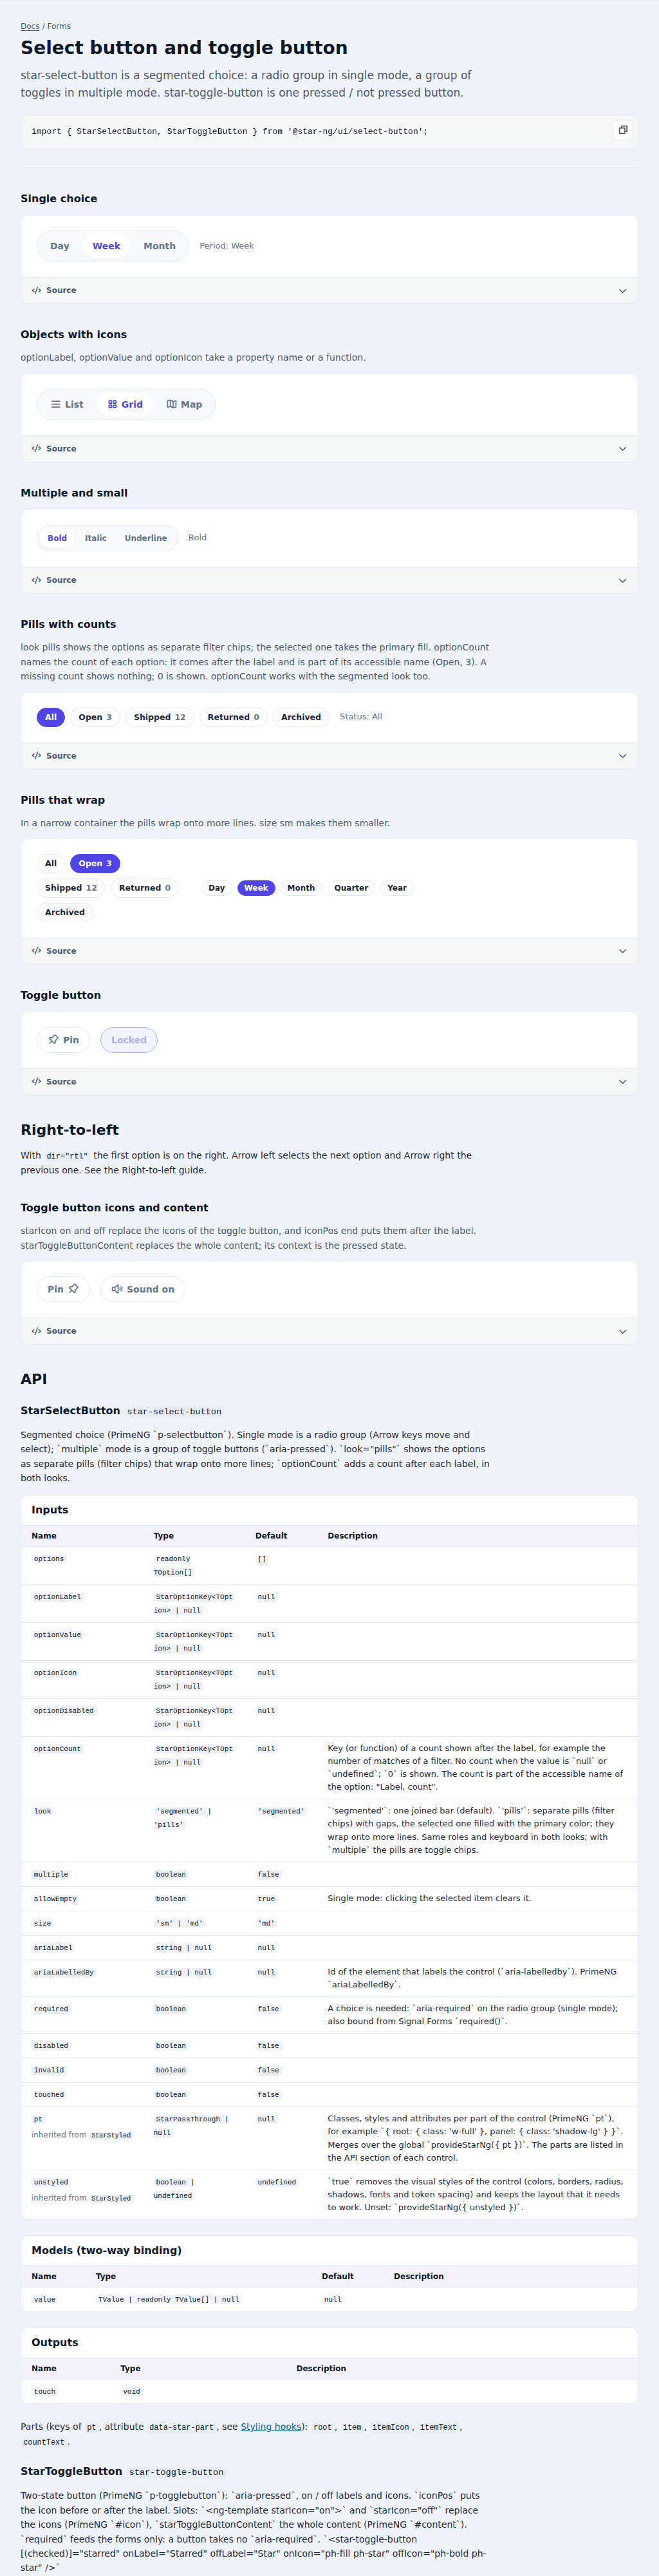 Docs / Forms
Select button and toggle button
star-select-button is a segmented choice: a radio group in single mode, a group of
toggles in multiple mode. star-toggle-button is one pressed / not pressed button.
import { StarSelectButton, StarToggleButton } from '@star-ng/ui/select-button';
Single choice
Day Week Month Period: Week
Source
Objects with icons
optionLabel, optionValue and optionIcon take a property name or a function.
List Grid Map
Source
Multiple and small
Bold Italic Underline Bold
Source
Pills with counts
look pills shows the options as separate filter chips; the selected one takes the primary fill. optionCount
names the count of each option: it comes after the label and is part of its accessible name (Open, 3). A
missing count shows nothing; 0 is shown. optionCount works with the segmented look too.
All Open 3 Shipped 12 Returned 0 Archived Status: All
Source
Pills that wrap
In a narrow container the pills wrap onto more lines. size sm makes them smaller.
All Open 3
Shipped 12 Returned 0 Day Week Month Quarter Year
Archived
Source
Toggle button
Pin Locked
Source
Right-to-left
With dir="rtl" the first option is on the right. Arrow left selects the next option and Arrow right the
previous one. See the Right-to-left guide.
Toggle button icons and content
starIcon on and off replace the icons of the toggle button, and iconPos end puts them after the label.
starToggleButtonContent replaces the whole content; its context is the pressed state.
Pin Sound on
Source
API
StarSelectButton star-select-button
Segmented choice (PrimeNG `p-selectbutton`). Single mode is a radio group (Arrow keys move and
select); `multiple` mode is a group of toggle buttons (`aria-pressed`). `look="pills"` shows the options
as separate pills (filter chips) that wrap onto more lines; `optionCount` adds a count after each label, in
both looks.
Inputs
Name Type Default Description
options readonly []
TOption[]
optionLabel StarOptionKey<TOpt null
ion> | null
optionValue StarOptionKey<TOpt null
ion> | null
optionIcon StarOptionKey<TOpt null
ion> | null
optionDisabled StarOptionKey<TOpt null
ion> | null
optionCount StarOptionKey<TOpt null Key (or function) of a count shown after the label, for example the
ion> | null number of matches of a filter. No count when the value is `null` or
`undefined`; `0` is shown. The count is part of the accessible name of
the option: "Label, count".
look 'segmented' | 'segmented' `'segmented'`: one joined bar (default). `'pills'`: separate pills (filter
'pills' chips) with gaps, the selected one filled with the primary color; they
wrap onto more lines. Same roles and keyboard in both looks; with
`multiple` the pills are toggle chips.
multiple boolean false
allowEmpty boolean true Single mode: clicking the selected item clears it.
size 'sm' | 'md' 'md'
ariaLabel string | null null
ariaLabelledBy string | null null Id of the element that labels the control (`aria-labelledby`). PrimeNG
`ariaLabelledBy`.
required boolean false A choice is needed: `aria-required` on the radio group (single mode);
also bound from Signal Forms `required()`.
disabled boolean false
invalid boolean false
touched boolean false
pt StarPassThrough | null Classes, styles and attributes per part of the control (PrimeNG `pt`),
inherited from StarStyled null for example `{ root: { class: 'w-full' }, panel: { class: 'shadow-lg' } }`.
Merges over the global `provideStarNg({ pt })`. The parts are listed in
the API section of each control.
unstyled boolean | undefined `true` removes the visual styles of the control (colors, borders, radius,
inherited from StarStyled undefined shadows, fonts and token spacing) and keeps the layout that it needs
to work. Unset: `provideStarNg({ unstyled })`.
Models (two-way binding)
Name Type Default Description
value TValue | readonly TValue[] | null null
Outputs
Name Type Description
touch void
Parts (keys of pt, attribute data-star-part, see Styling hooks): root, item, itemIcon, itemText,
countText.
StarToggleButton star-toggle-button
Two-state button (PrimeNG `p-togglebutton`): `aria-pressed`, on / off labels and icons. `iconPos` puts
the icon before or after the label. Slots: `<ng-template starIcon="on">` and `starIcon="off"` replace
the icons (PrimeNG `#icon`), `starToggleButtonContent` the whole content (PrimeNG `#content`).
`required` feeds the forms only: a button takes no `aria-required`. `<star-toggle-button
[(checked)]="starred" onLabel="Starred" offLabel="Star" onIcon="ph-fill ph-star" offIcon="ph-bold ph-
star" />`